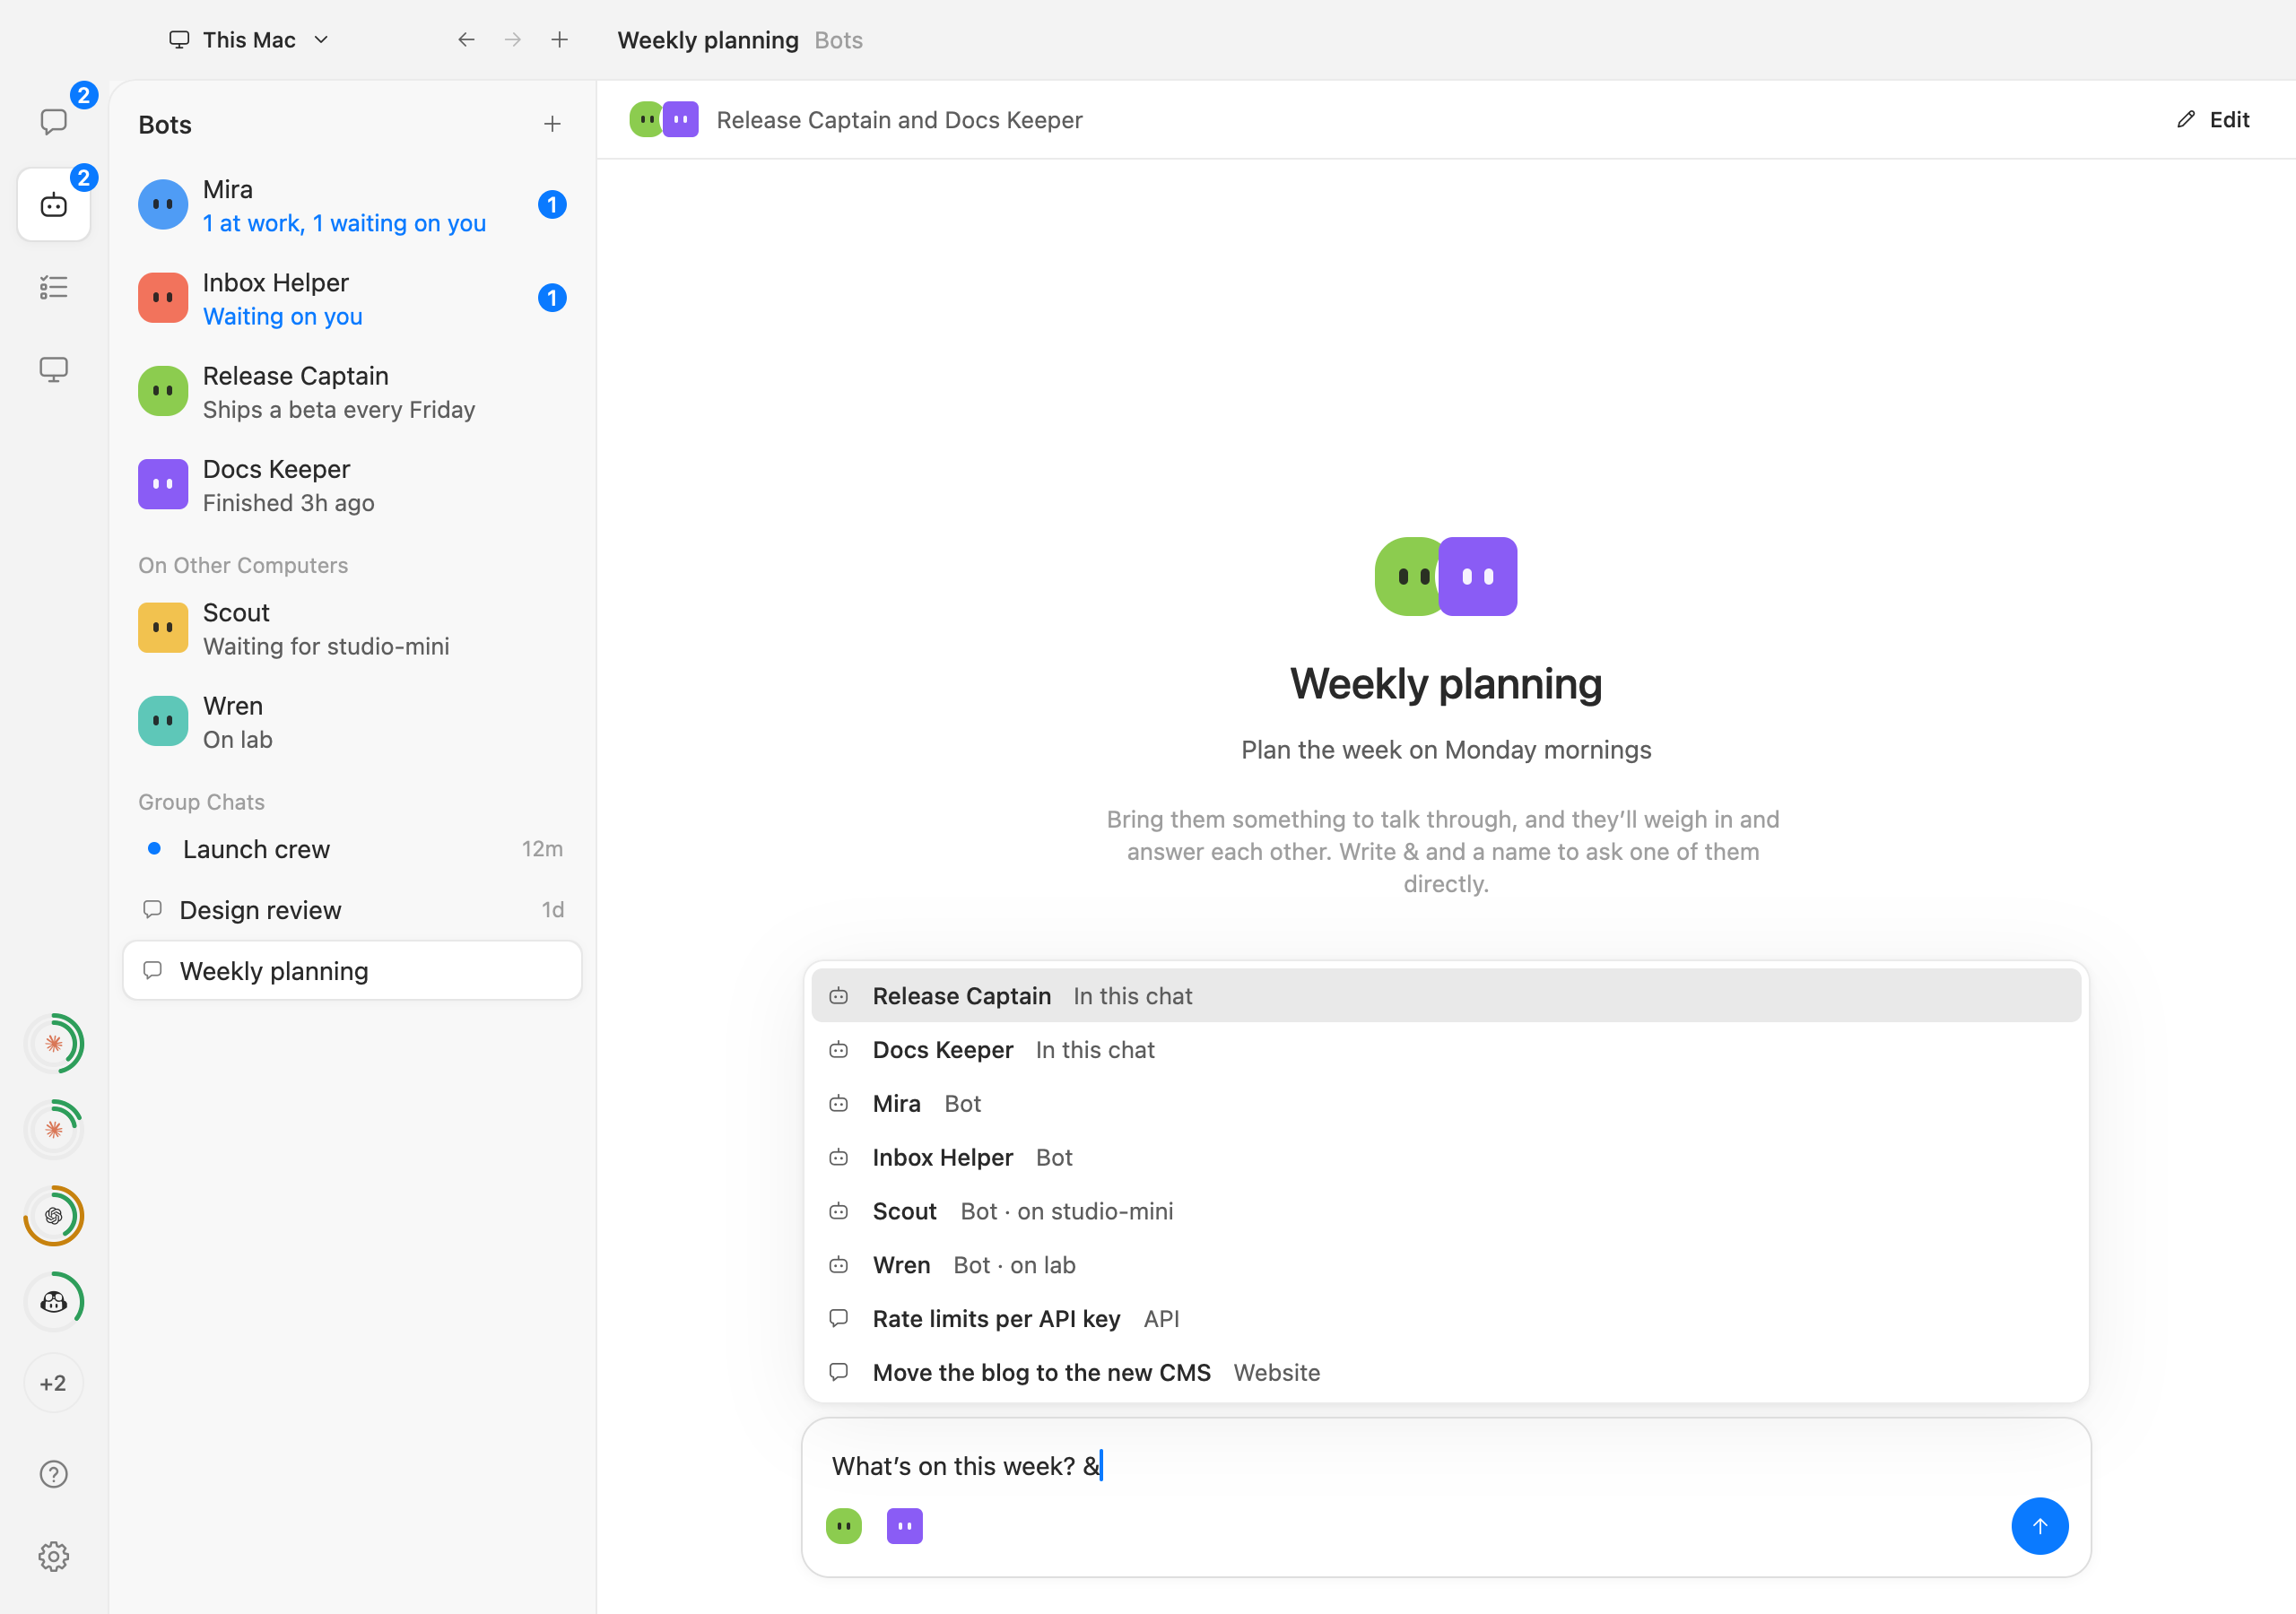 This Mac
Weekly planning Bots
2
2
Bots
Mira
1 at work, 1 waiting on you
1
Inbox Helper
Waiting on you
1
Release Captain
Ships a beta every Friday
Docs Keeper
Finished 3h ago
On Other Computers
Scout
Waiting for studio-mini
Wren
On lab
Group Chats
Launch crew 12m
Design review 1d
Weekly planning
+2
Release Captain and Docs Keeper
Edit
Weekly planning
Plan the week on Monday mornings
Bring them something to talk through, and they’ll weigh in and
answer each other. Write & and a name to ask one of them
directly.
Release Captain In this chat
Docs Keeper In this chat
Mira Bot
Inbox Helper Bot
Scout Bot · on studio-mini
Wren Bot · on lab
Rate limits per API key API
Move the blog to the new CMS Website
What’s on this week? &